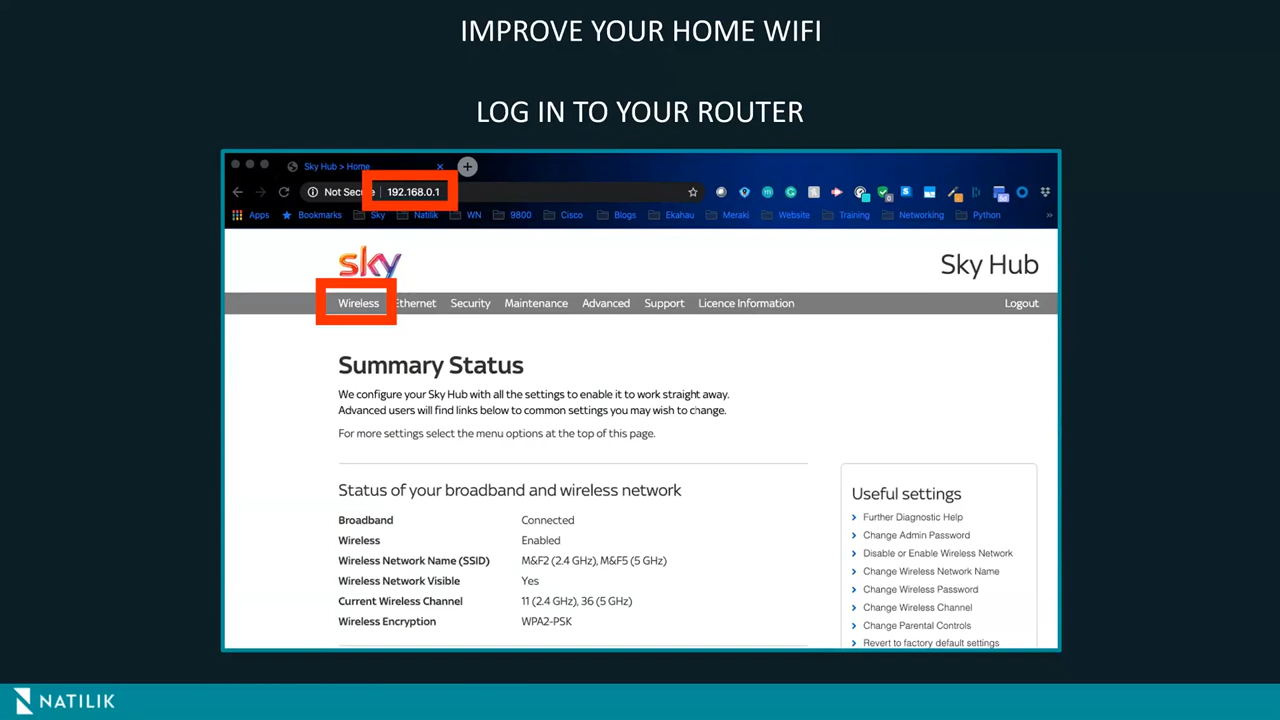 IMPROVE YOUR HOME WIFI
LOG IN TO YOUR ROUTER
Sky Hub > Home
Not Secure 192.168.0.1
Apps Bookmarks Sky Natilik WN 9800 Cisco Blogs Ekahau Meraki Website Training Networking Python »
sky
Sky Hub
Wireless Ethernet Security Maintenance Advanced Support Licence Information Logout
Summary Status
We configure your Sky Hub with all the settings to enable it to work straight away.
Advanced users will find links below to common settings you may wish to change.
For more settings select the menu options at the top of this page.
Status of your broadband and wireless network
Broadband Connected
Wireless Enabled
Wireless Network Name (SSID) M&F2 (2.4 GHz), M&F5 (5 GHz)
Wireless Network Visible Yes
Current Wireless Channel 11 (2.4 GHz), 36 (5 GHz)
Wireless Encryption WPA2-PSK
Useful settings
Further Diagnostic Help
Change Admin Password
Disable or Enable Wireless Network
Change Wireless Network Name
Change Wireless Password
Change Wireless Channel
Change Parental Controls
Revert to factory default settings
NATILIK